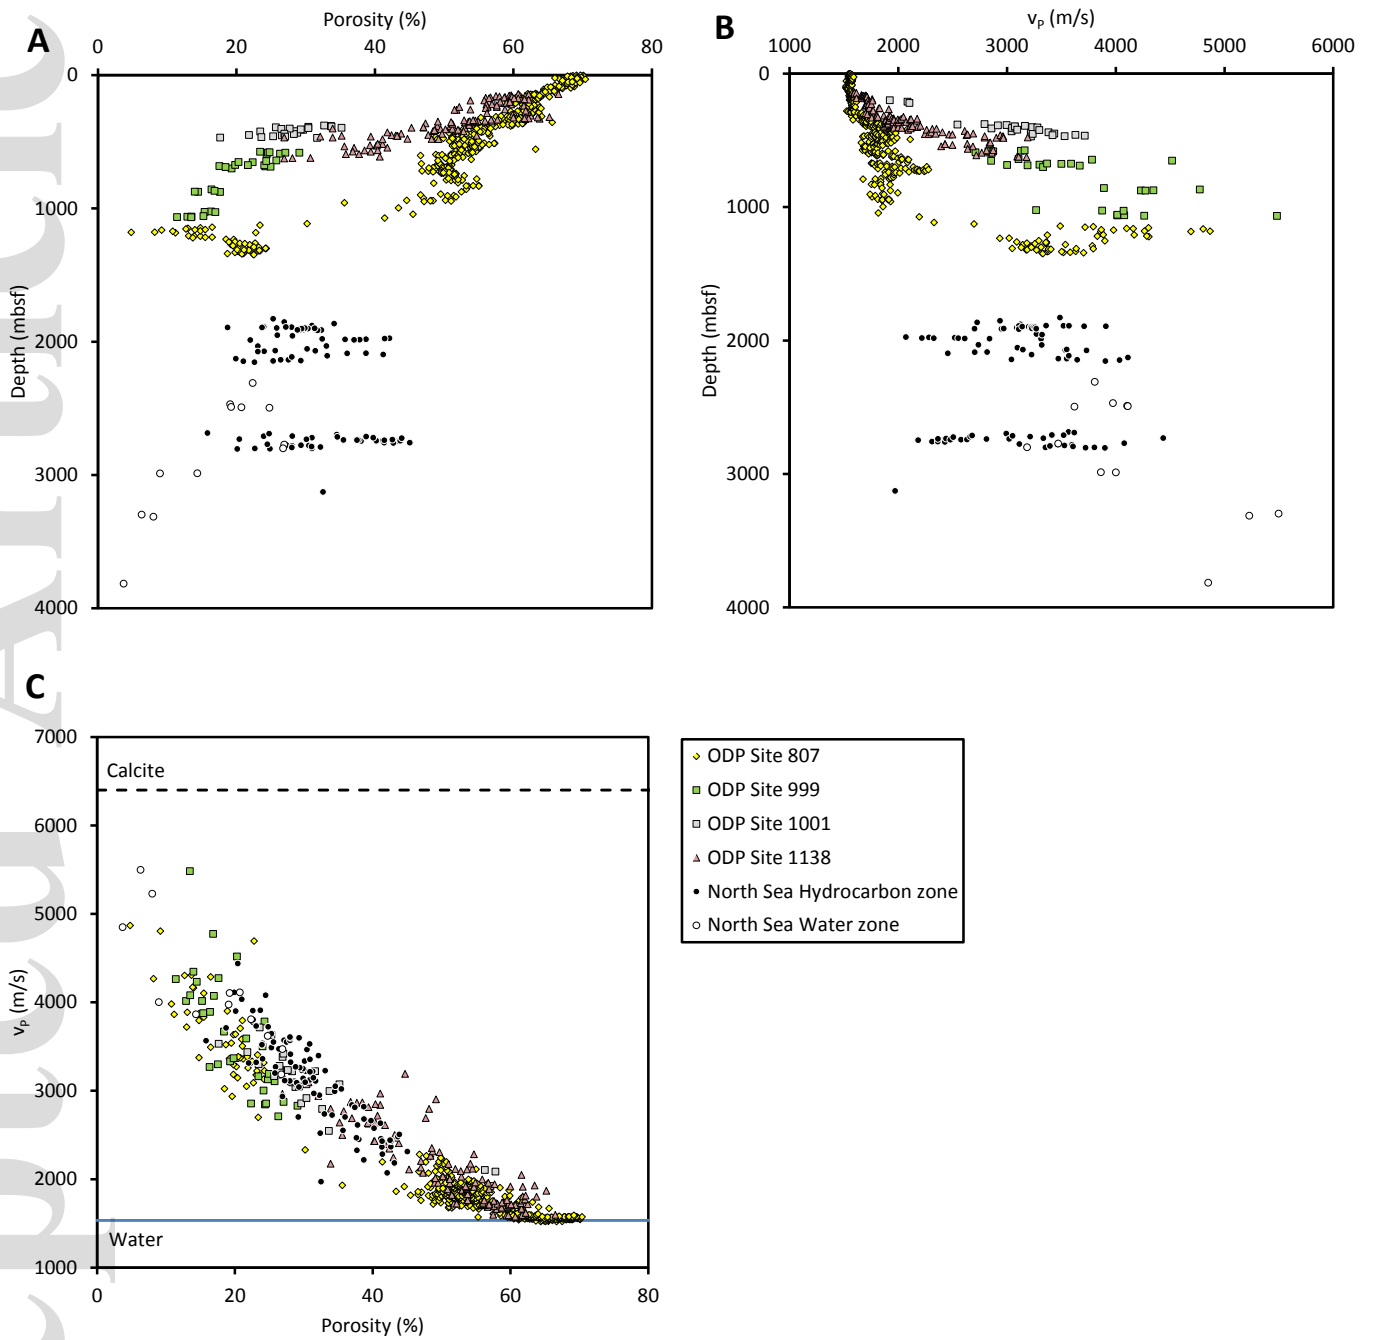 A
Porosity (%)
0 20 40 60 80
0
1000
2000
3000
4000
Depth (mbsf)
B
vP (m/s)
1000 2000 3000 4000 5000 6000
0
1000
2000
3000
4000
Depth (mbsf)
C
7000
6000
5000
4000
3000
2000
1000
vP (m/s)
Calcite
Water
0 20 40 60 80
Porosity (%)
ODP Site 807
ODP Site 999
ODP Site 1001
ODP Site 1138
North Sea Hydrocarbon zone
North Sea Water zone